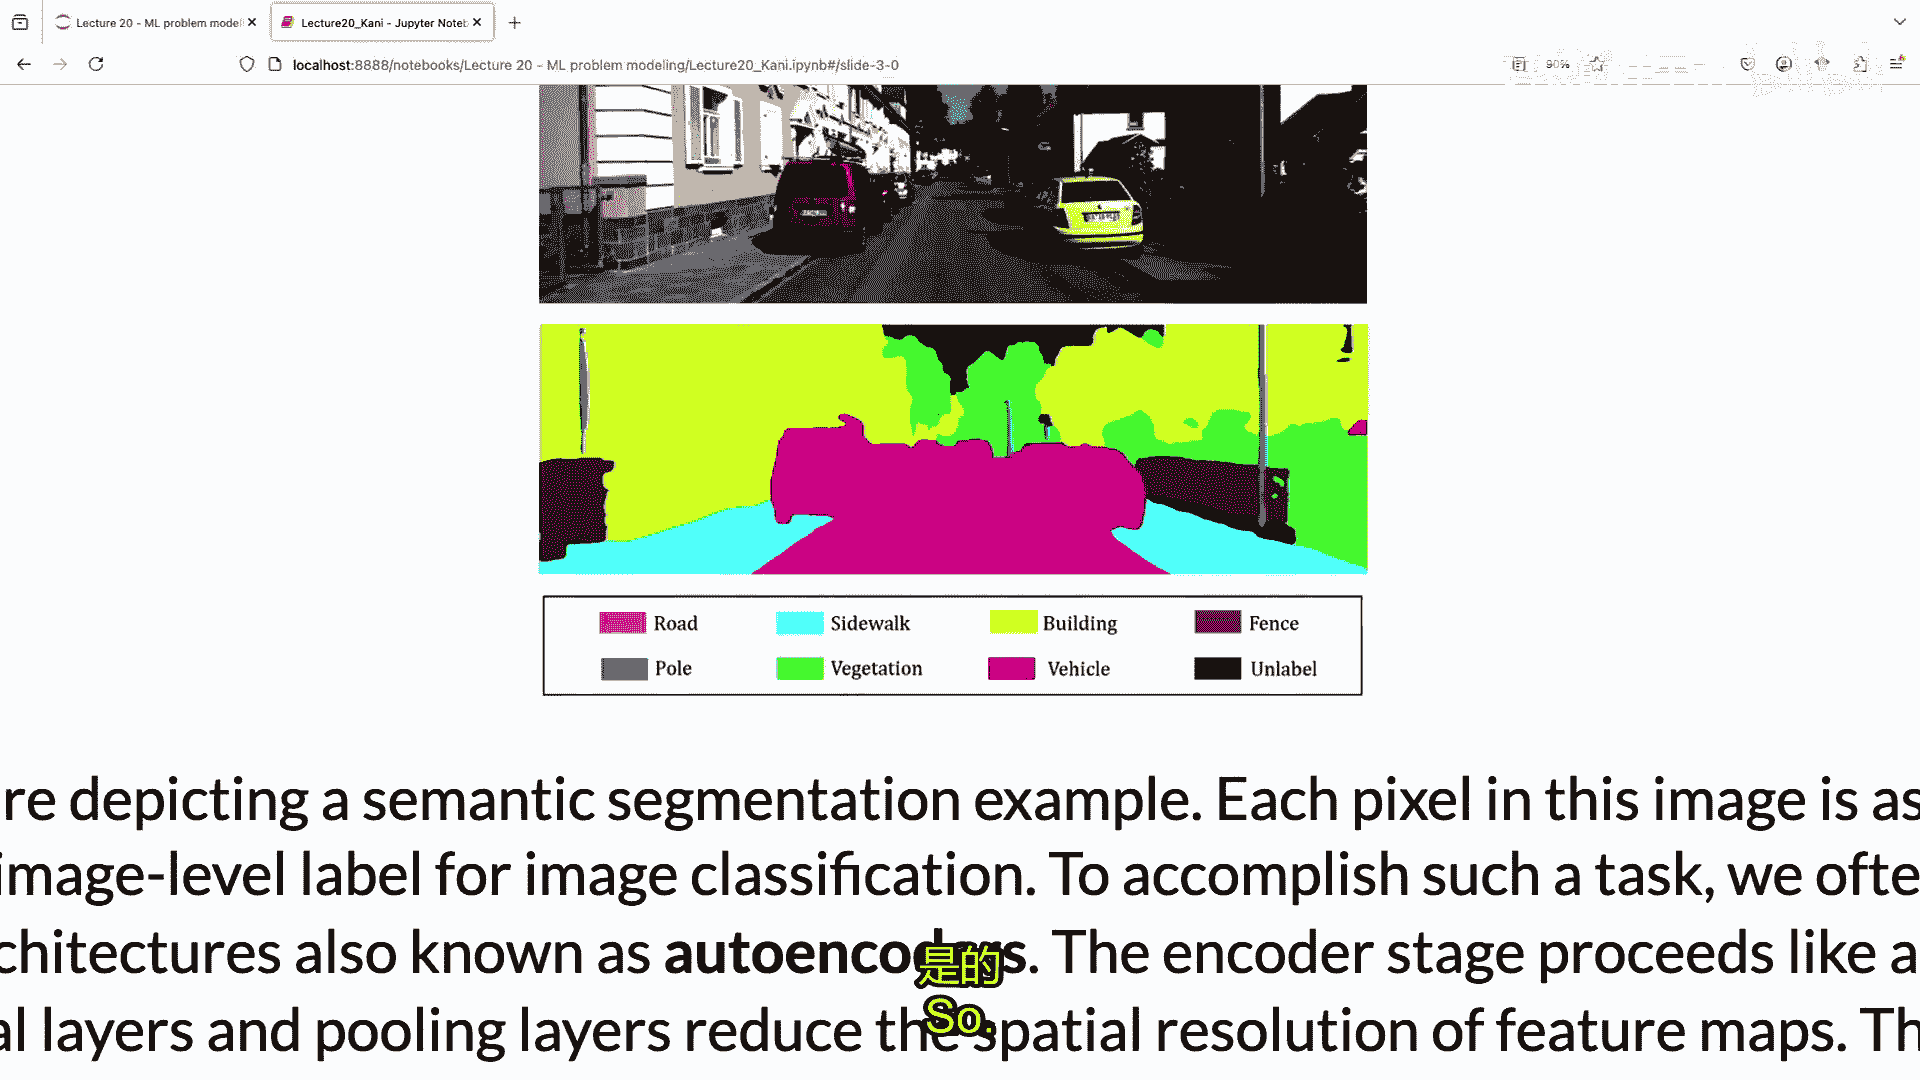 Lecture 20 - ML problem model
Lecture20_Kani - Jupyter Noteb
localhost:8888/notebooks/Lecture 20 - ML problem modeling/Lecture20_Kani.ipynb#/slide-3-0
90%
Road
Sidewalk
Building
Fence
Pole
Vegetation
Vehicle
Unlabel
re depicting a semantic segmentation example. Each pixel in this image is as
image-level label for image classification. To accomplish such a task, we ofte
chitectures also known as autoencoders. The encoder stage proceeds like a
al layers and pooling layers reduce the spatial resolution of feature maps. Th
是的
So.